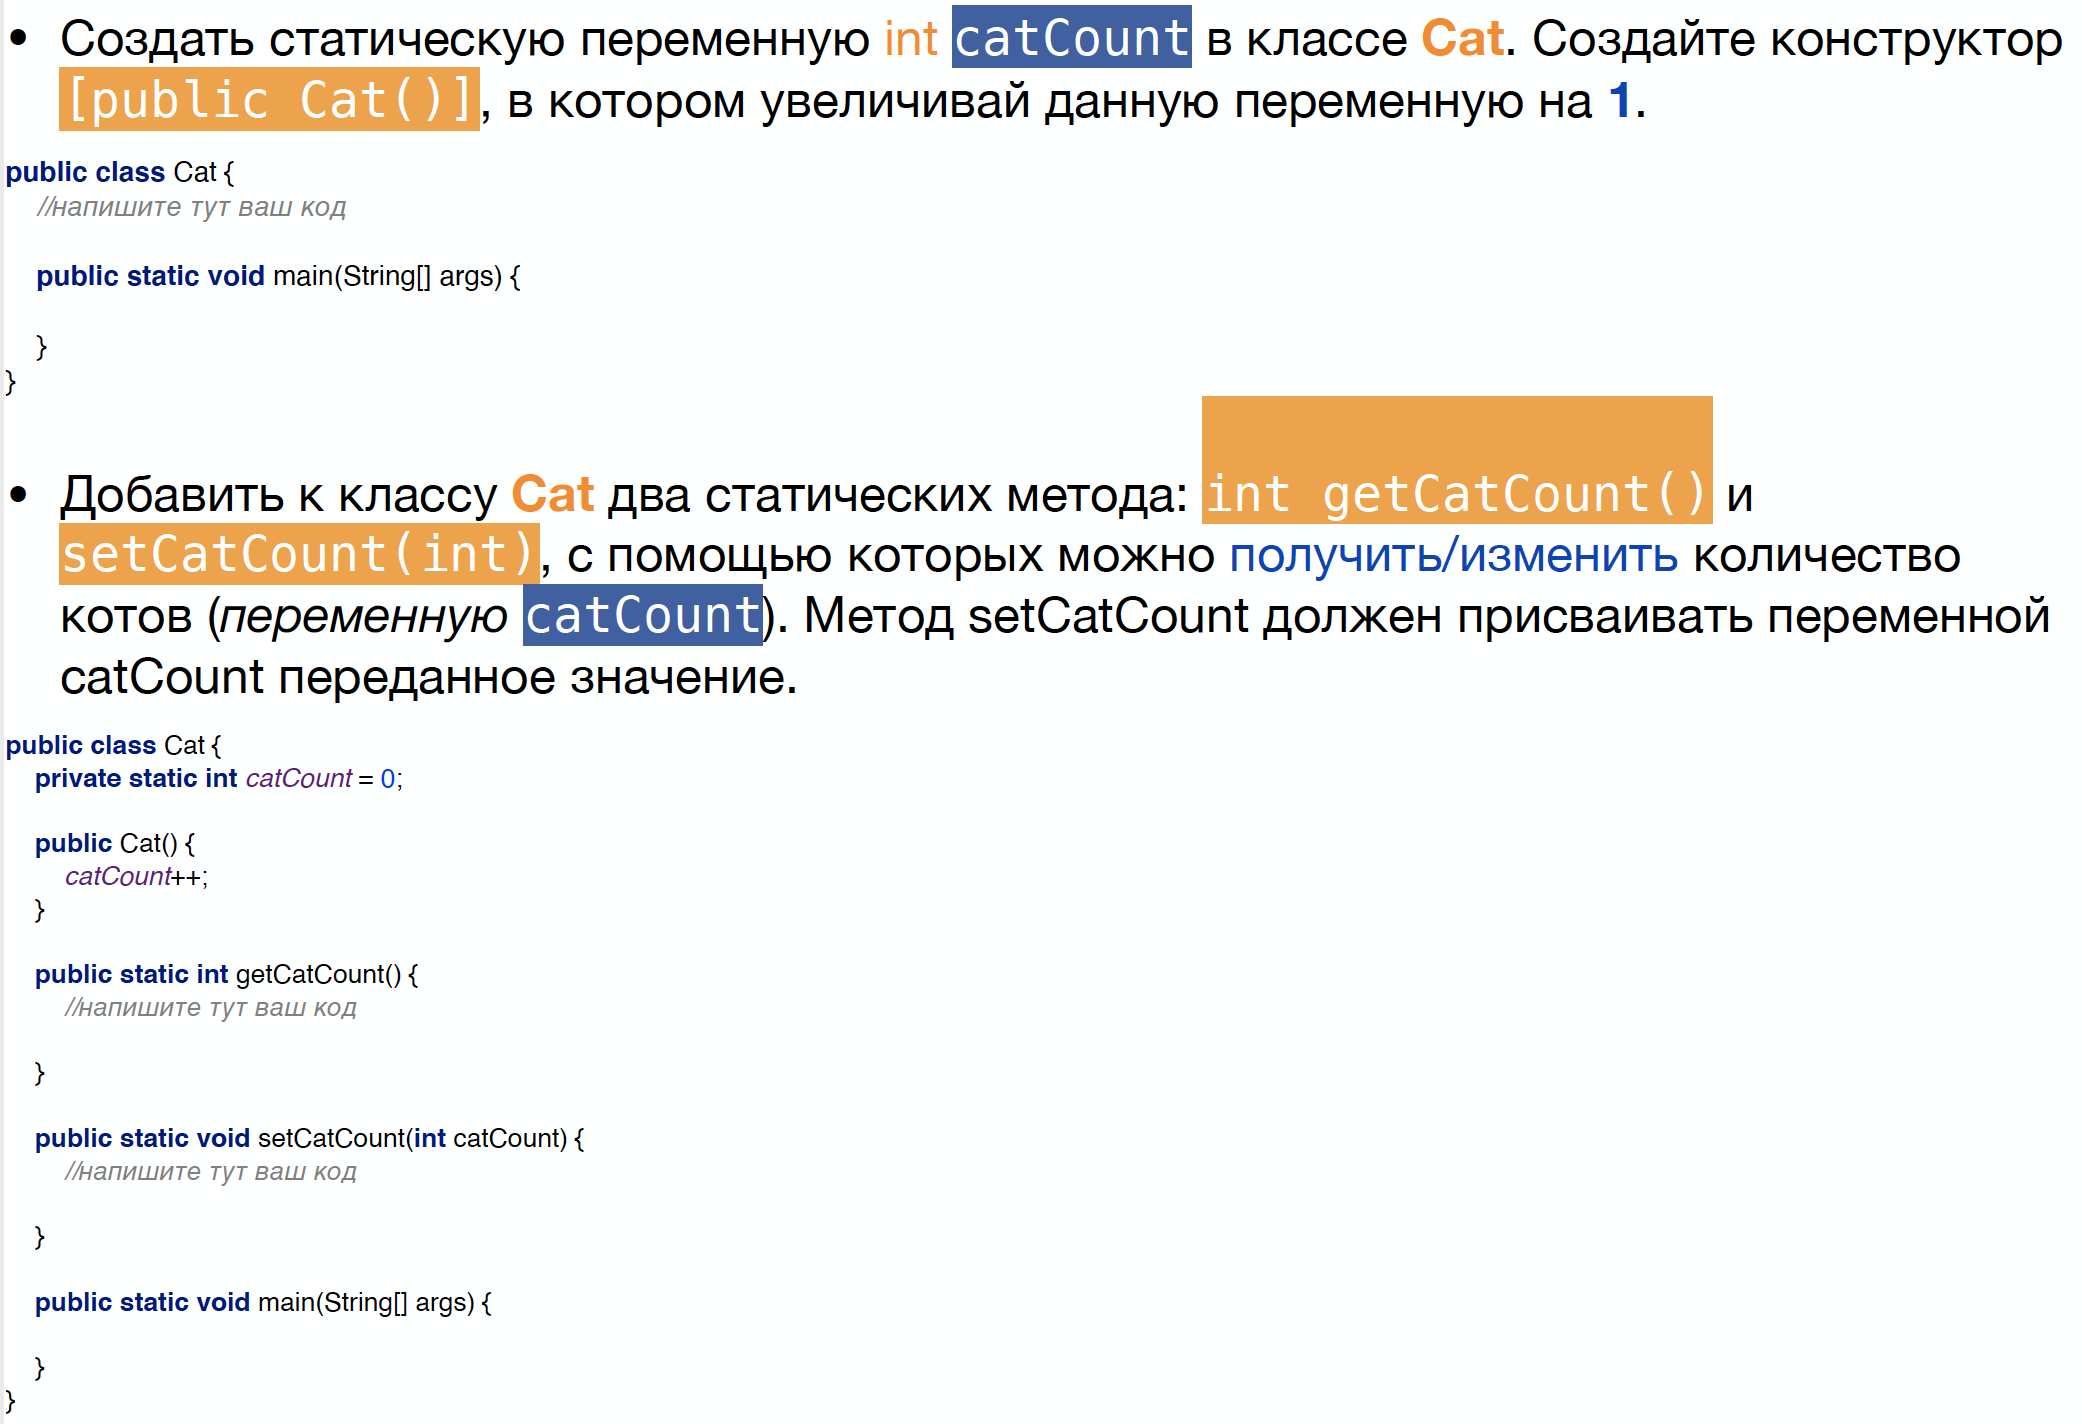 • Создать статическую переменную int catCount в классе Cat. Создайте конструктор
[public Cat()], в котором увеличивай данную переменную на 1.
public class Cat {
//напишите тут ваш код
public static void main(String[] args) {
}
}
• Добавить к классу Cat два статических метода: int getCatCount() и
setCatCount(int), с помощью которых можно получить/изменить количество
котов (переменную catCount). Метод setCatCount должен присваивать переменной
catCount переданное значение.
public class Cat {
private static int catCount = 0;
public Cat() {
catCount++;
}
public static int getCatCount() {
//напишите тут ваш код
}
public static void setCatCount(int catCount) {
//напишите тут ваш код
}
public static void main(String[] args) {
}
}